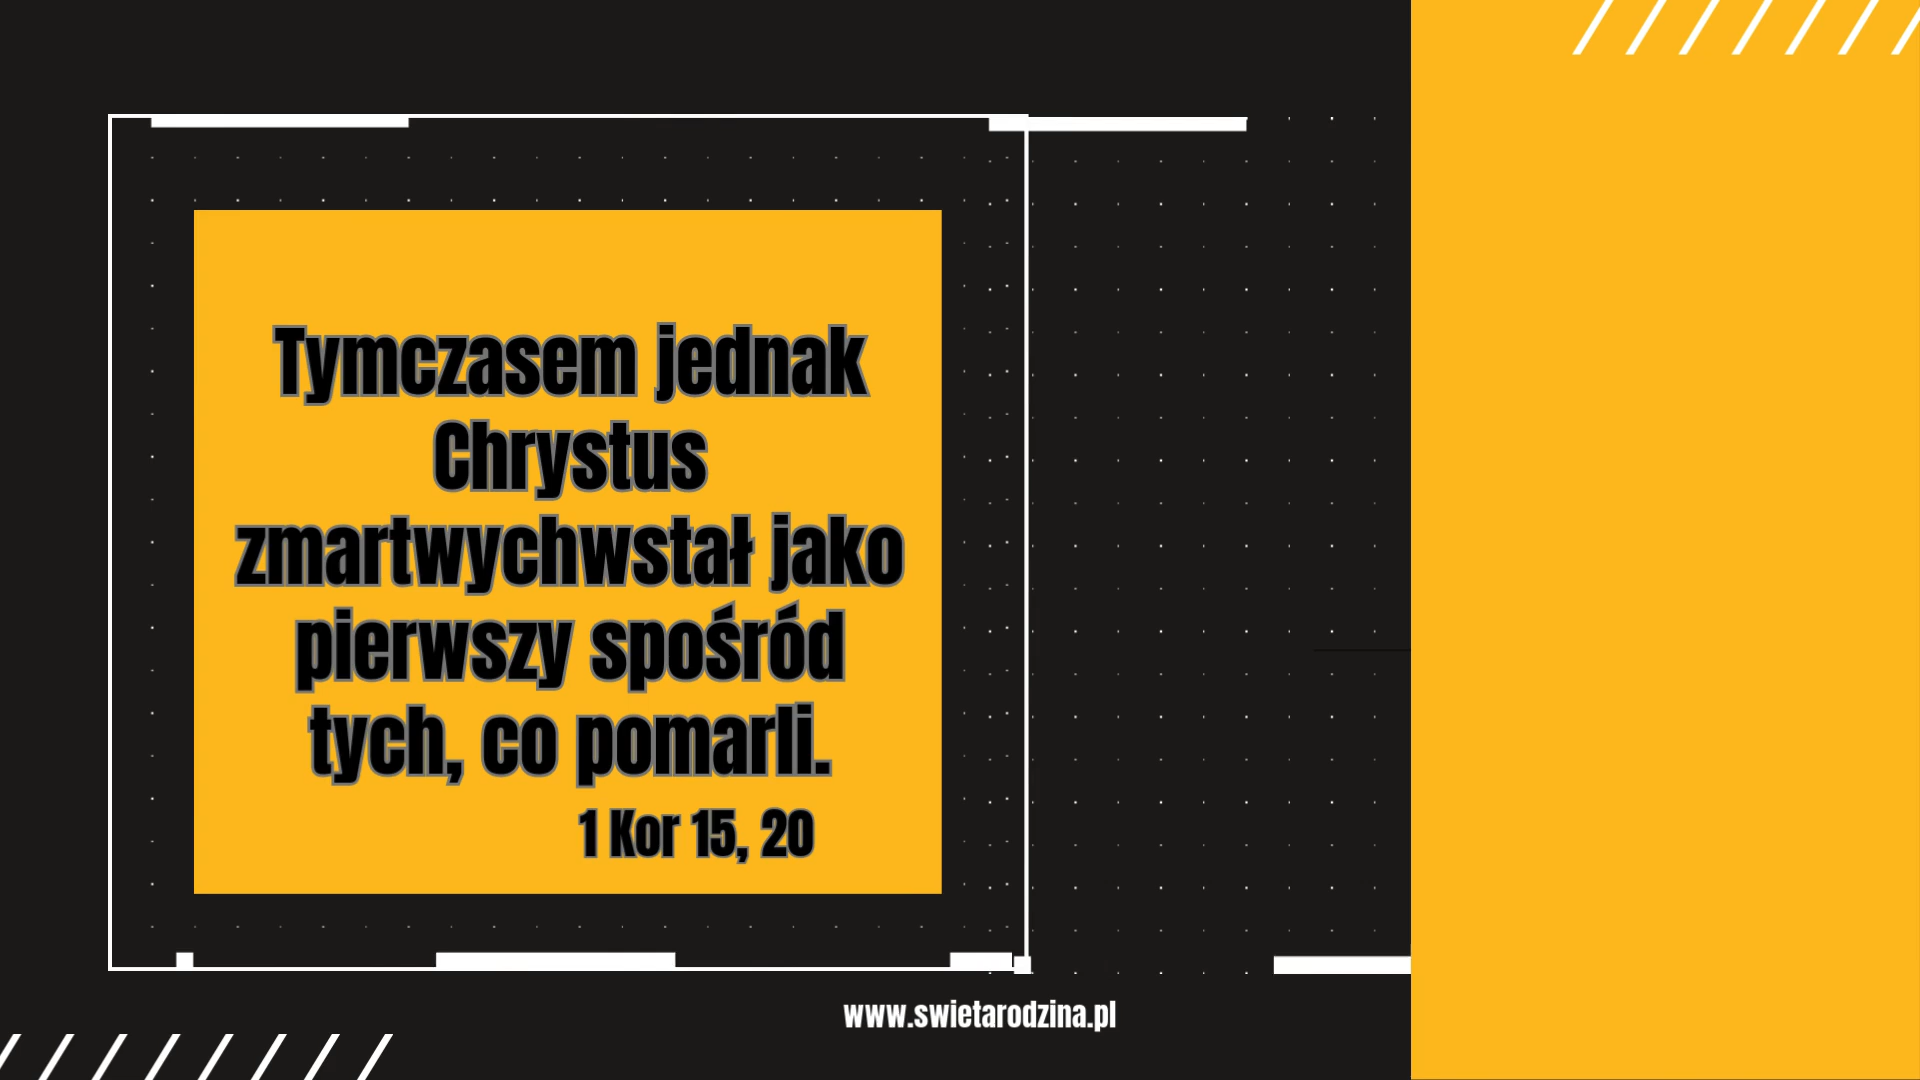 Tymczasem jednak
Chrystus
zmartwychwstał jako
pierwszy spośród
tych, co pomarli.
1 Kor 15, 20
www.swietarodzina.pl